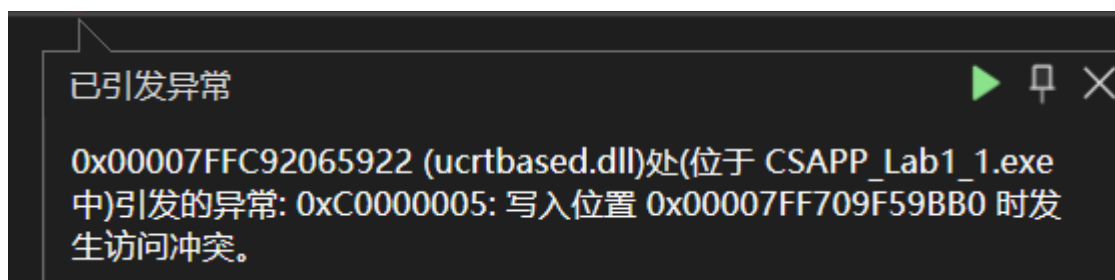 已引发异常
0x00007FFC92065922 (ucrtbased.dll)处(位于 CSAPP_Lab1_1.exe
中)引发的异常: 0xC0000005: 写入位置 0x00007FF709F59BB0 时发
生访问冲突。